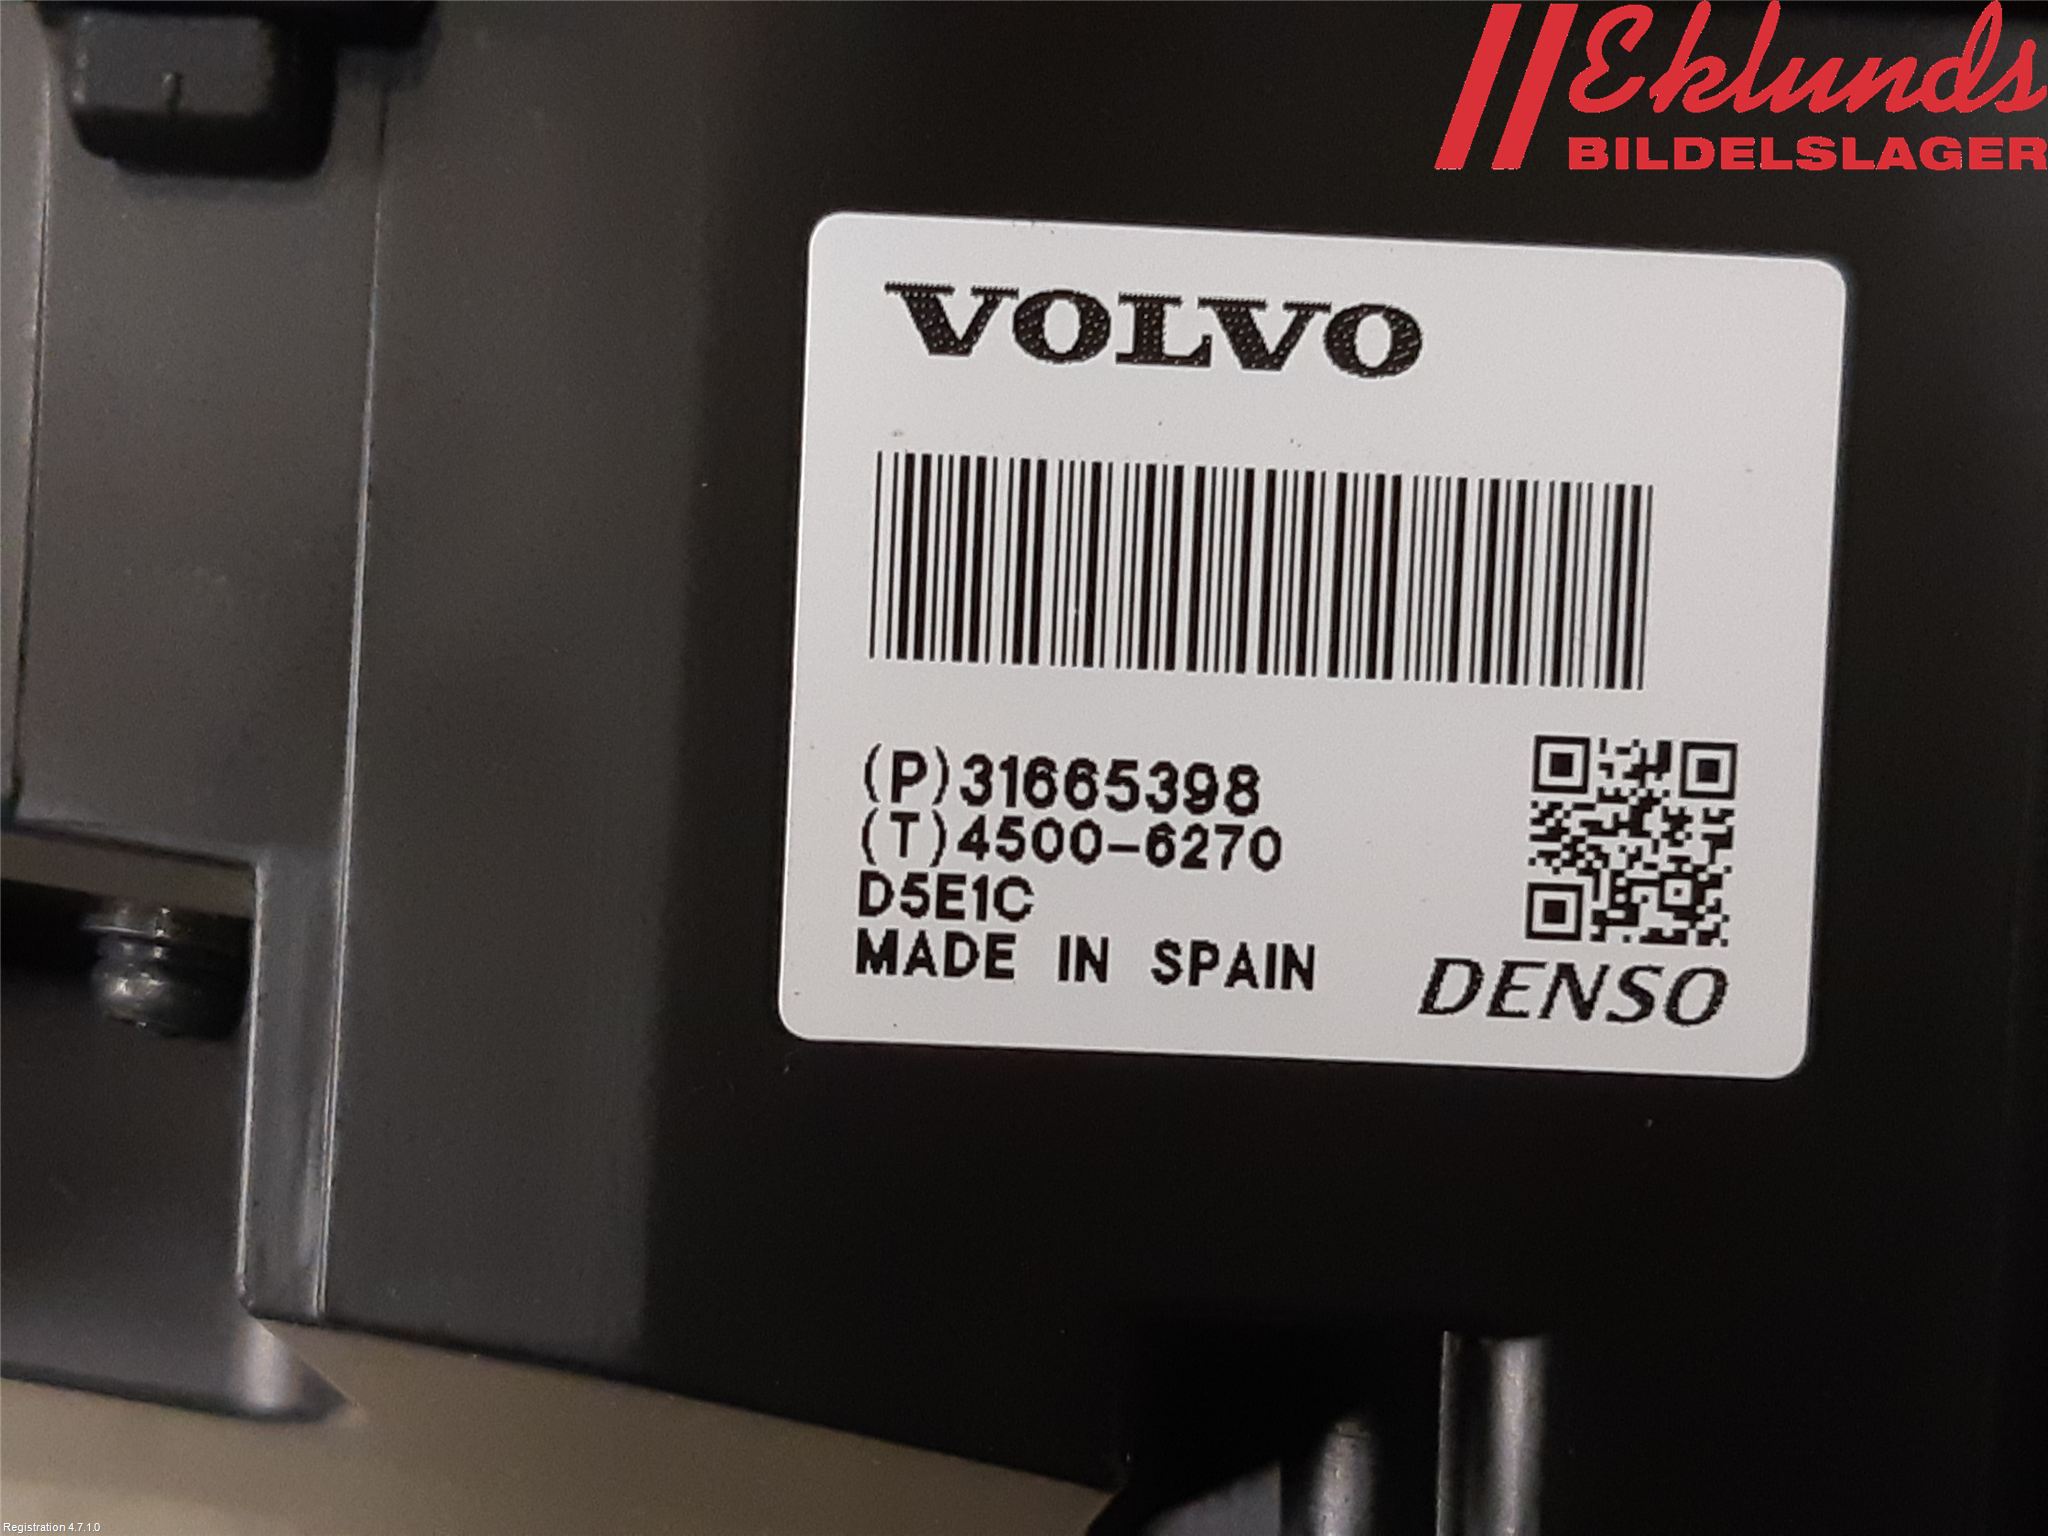 Eklunds
BILDELSLAGER
VOLVO
(P)31665398
(T)4500-6270
D5E1C
MADE IN SPAIN
DENSO
Registration 4.7.1.0